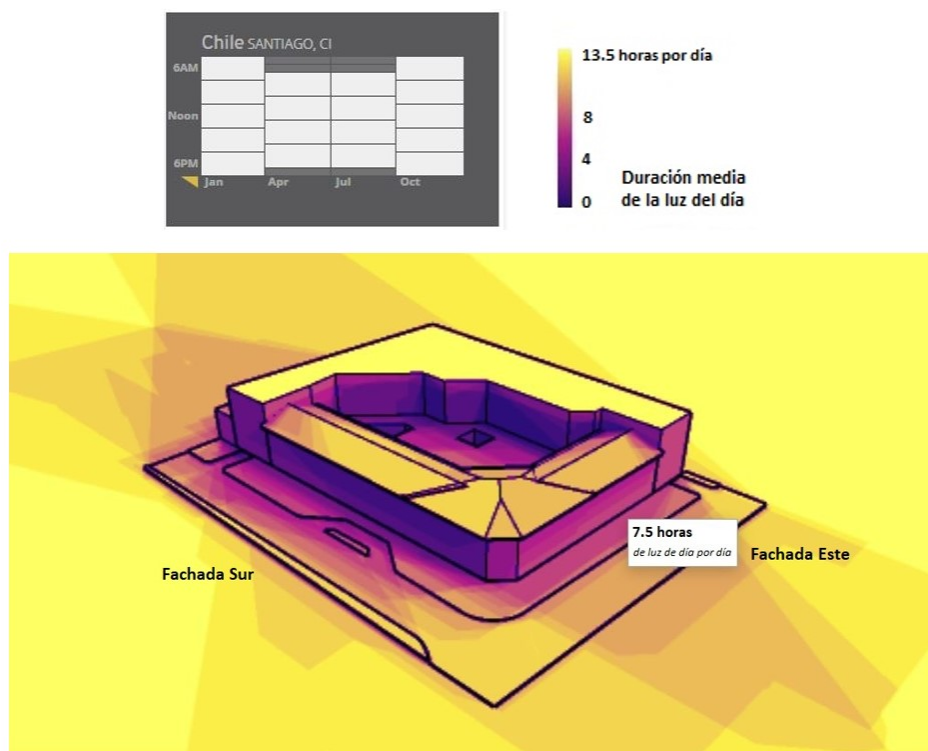 Chile SANTIAGO, CI
6AM
Noon
6PM
Jan Apr Jul Oct
13.5 horas por día
8
4
0
Duración media
de la luz del día
7.5 horas
de luz de día por día
Fachada Este
Fachada Sur